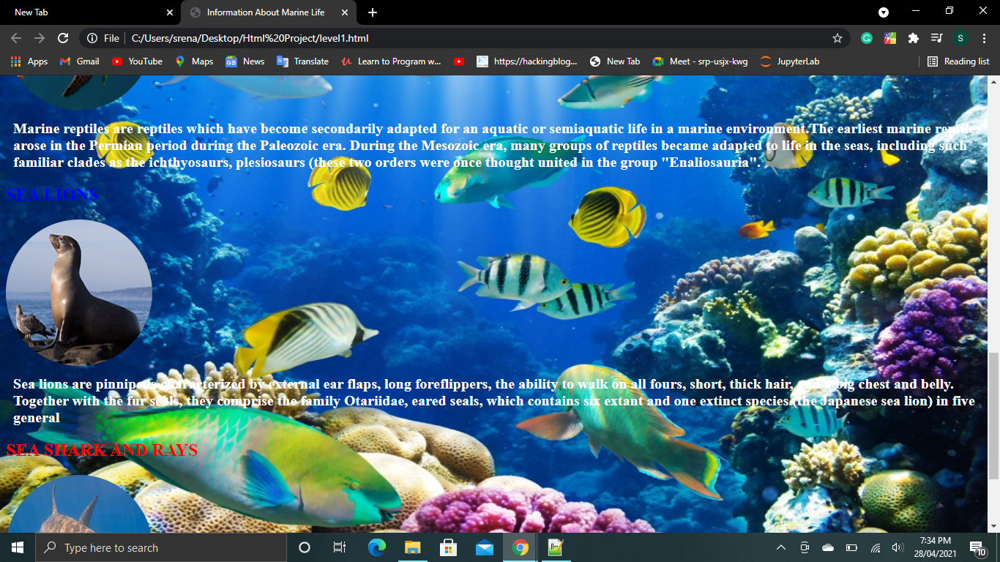 New Tab
Information About Marine Life
File
C:/Users/srena/Desktop/Html%20Project/level1.html
S
Apps
Gmail
YouTube
Maps
News
Translate
Learn to Program w...
https://hackingblog...
New Tab
Meet - srp-usjx-kwg
JupyterLab
Reading list
Marine reptiles are reptiles which have become secondarily adapted for an aquatic or semiaquatic life in a marine environment.The earliest marine reptiles
arose in the Permian period during the Paleozoic era. During the Mesozoic era, many groups of reptiles became adapted to life in the seas, including such
familiar clades as the ichthyosaurs, plesiosaurs (these two orders were once thought united in the group "Enaliosauria".
SEA LIONS
Sea lions are pinnipeds characterized by external ear flaps, long foreflippers, the ability to walk on all fours, short, thick hair, and a big chest and belly.
Together with the fur seals, they comprise the family Otariidae, eared seals, which contains six extant and one extinct species (the Japanese sea lion) in five
general
SEA SHARK AND RAYS
Type here to search
7:34 PM
28/04/2021
10